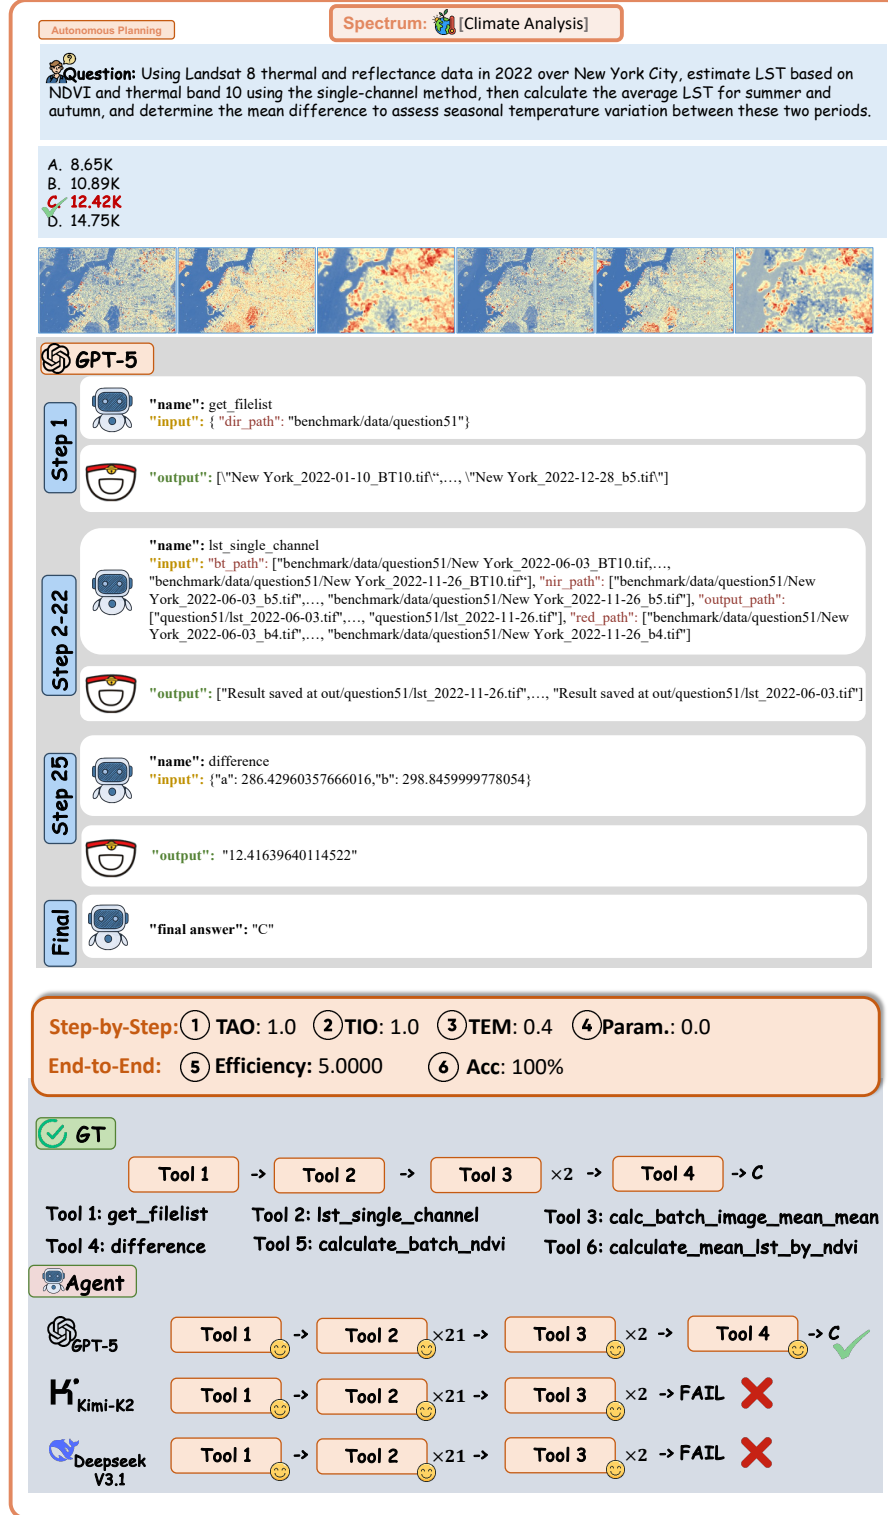 Autonomous Planning
Spectrum: [Climate Analysis]
Question: Using Landsat 8 thermal and reflectance data in 2022 over New York City, estimate LST based on
NDVI and thermal band 10 using the single-channel method, then calculate the average LST for summer and
autumn, and determine the mean difference to assess seasonal temperature variation between these two periods.
A. 8.65K
B. 10.89K
C. 12.42K
D. 14.75K
GPT-5
Step 1
"name": get_filelist
"input": { "dir_path": "benchmark/data/question51"}
"output": [\"New York_2022-01-10_BT10.tif\“,…, \"New York_2022-12-28_b5.tif\"]
Step 2-22
"name": lst_single_channel
"input": "bt_path": ["benchmark/data/question51/New York_2022-06-03_BT10.tif,…,
"benchmark/data/question51/New York_2022-11-26_BT10.tif“], "nir_path": ["benchmark/data/question51/New
York_2022-06-03_b5.tif",…, "benchmark/data/question51/New York_2022-11-26_b5.tif"], "output_path":
["question51/lst_2022-06-03.tif",…, "question51/lst_2022-11-26.tif"], "red_path": ["benchmark/data/question51/New
York_2022-06-03_b4.tif",…, "benchmark/data/question51/New York_2022-11-26_b4.tif"]
"output": ["Result saved at out/question51/lst_2022-11-26.tif",…, "Result saved at out/question51/lst_2022-06-03.tif"]
Step 25
"name": difference
"input": {"a": 286.42960357666016,"b": 298.8459999778054}
"output": "12.41639640114522"
Final
"final answer": "C"
Step-by-Step: 1 TAO: 1.0 2 TIO: 1.0 3 TEM: 0.4 4 Param.: 0.0
End-to-End: 5 Efficiency: 5.0000 6 Acc: 100%
GT
Tool 1 -> Tool 2 -> Tool 3 ×2 -> Tool 4 -> C
Tool 1: get_filelist Tool 2: lst_single_channel Tool 3: calc_batch_image_mean_mean
Tool 4: difference Tool 5: calculate_batch_ndvi Tool 6: calculate_mean_lst_by_ndvi
Agent
GPT-5 Tool 1 -> Tool 2 ×21 -> Tool 3 ×2 -> Tool 4 -> C
Kimi-K2 Tool 1 -> Tool 2 ×21 -> Tool 3 ×2 -> FAIL
Deepseek V3.1 Tool 1 -> Tool 2 ×21 -> Tool 3 ×2 -> FAIL